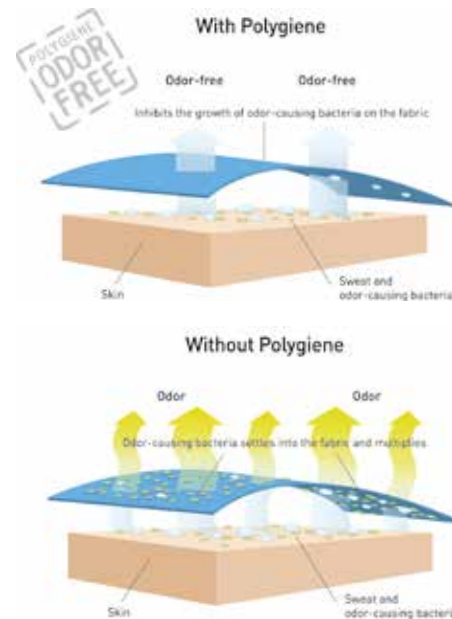 POLYGIENE
ODOR
FREE
With Polygiene
Odor-free Odor-free
Inhibits the growth of odor-causing bacteria on the fabric
Skin
Sweat and
odor-causing bacteria
Without Polygiene
Odor Odor
Odor-causing bacteria settles into the fabric and multiplies
Skin
Sweat and
odor-causing bacteria